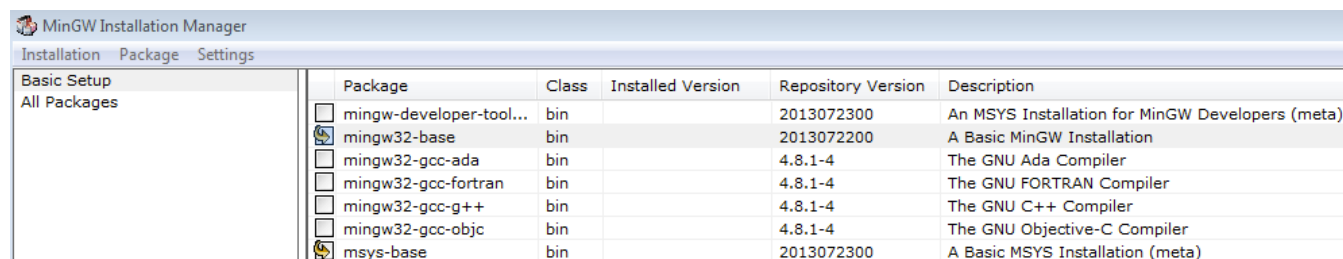 MinGW Installation Manager
Installation Package Settings
Basic Setup
All Packages
Package Class Installed Version Repository Version Description
mingw-developer-tool... bin 2013072300 An MSYS Installation for MinGW Developers (meta)
mingw32-base bin 2013072200 A Basic MinGW Installation
mingw32-gcc-ada bin 4.8.1-4 The GNU Ada Compiler
mingw32-gcc-fortran bin 4.8.1-4 The GNU FORTRAN Compiler
mingw32-gcc-g++ bin 4.8.1-4 The GNU C++ Compiler
mingw32-gcc-objc bin 4.8.1-4 The GNU Objective-C Compiler
msys-base bin 2013072300 A Basic MSYS Installation (meta)